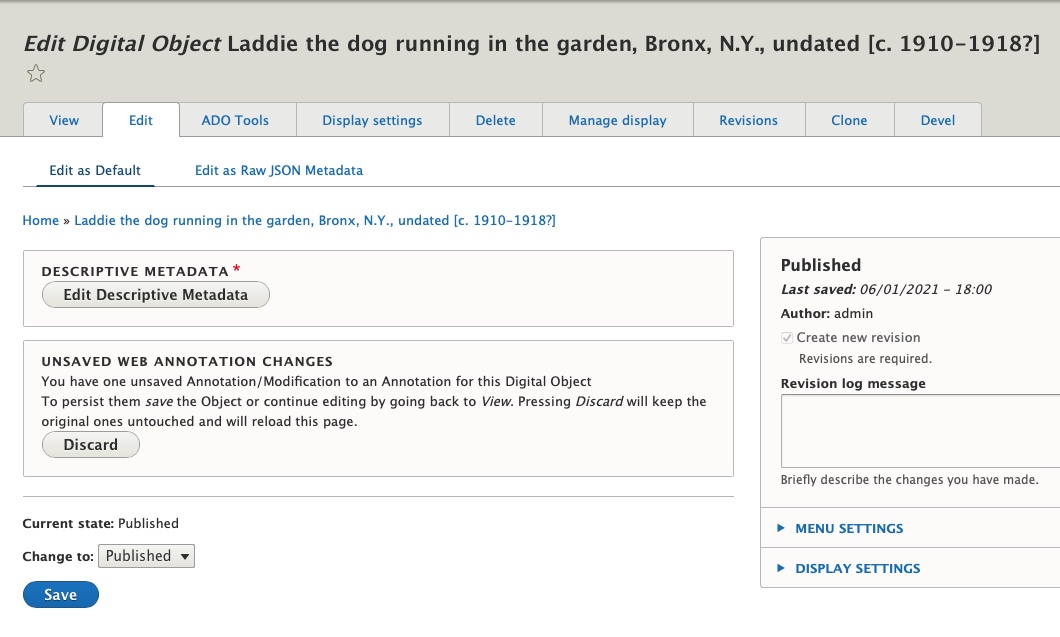 Edit Digital Object Laddie the dog running in the garden, Bronx, N.Y., undated [c. 1910–1918?]
View Edit ADO Tools Display settings Delete Manage display Revisions Clone Devel
Edit as Default Edit as Raw JSON Metadata
Home » Laddie the dog running in the garden, Bronx, N.Y., undated [c. 1910–1918?]
DESCRIPTIVE METADATA *
Edit Descriptive Metadata
UNSAVED WEB ANNOTATION CHANGES
You have one unsaved Annotation/Modification to an Annotation for this Digital Object
To persist them save the Object or continue editing by going back to View. Pressing Discard will keep the
original ones untouched and will reload this page.
Discard
Current state: Published
Change to: Published
Save
Published
Last saved: 06/01/2021 – 18:00
Author: admin
Create new revision
Revisions are required.
Revision log message
Briefly describe the changes you have made.
MENU SETTINGS
DISPLAY SETTINGS